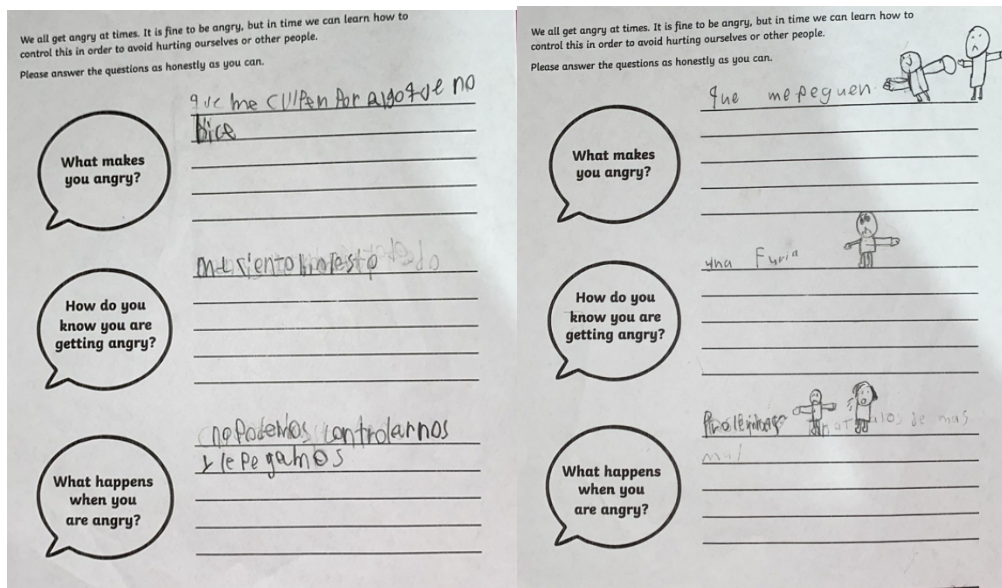 We all get angry at times. It is fine to be angry, but in time we can learn how to
control this in order to avoid hurting ourselves or other people.
Please answer the questions as honestly as you can.
What makes
you angry?
que me culpen por algo que no
hice
How do you
know you are
getting angry?
me siento molesto
What happens
when you
are angry?
no podemos controlarnos
y le pegamos
We all get angry at times. It is fine to be angry, but in time we can learn how to
control this in order to avoid hurting ourselves or other people.
Please answer the questions as honestly as you can.
What makes
you angry?
que me peguen
How do you
know you are
getting angry?
una Furia
What happens
when you
are angry?
los de mas
mal